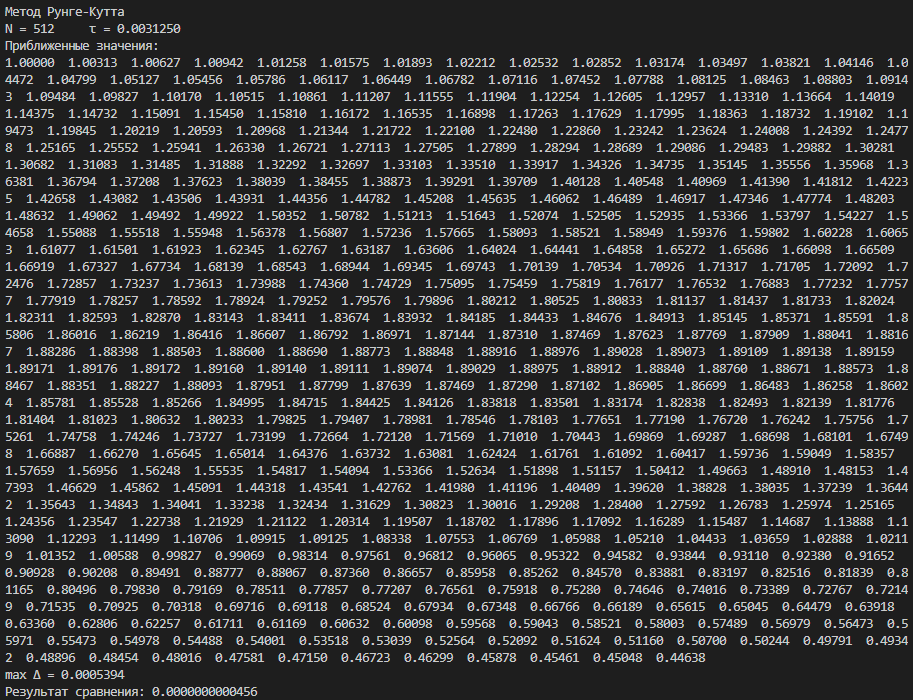 Метод Рунге-Кутта
N = 512     τ = 0.0031250
Приближенные значения:
1.00000  1.00313  1.00627  1.00942  1.01258  1.01575  1.01893  1.02212  1.02532  1.02852  1.03174  1.03497  1.03821  1.04146  1.0
4472  1.04799  1.05127  1.05456  1.05786  1.06117  1.06449  1.06782  1.07116  1.07452  1.07788  1.08125  1.08463  1.08803  1.0914
3  1.09484  1.09827  1.10170  1.10515  1.10861  1.11207  1.11555  1.11904  1.12254  1.12605  1.12957  1.13310  1.13664  1.14019
1.14375  1.14732  1.15091  1.15450  1.15810  1.16172  1.16535  1.16898  1.17263  1.17629  1.17995  1.18363  1.18732  1.19102  1.1
9473  1.19845  1.20219  1.20593  1.20968  1.21344  1.21722  1.22100  1.22480  1.22860  1.23242  1.23624  1.24008  1.24392  1.2477
8  1.25165  1.25552  1.25941  1.26330  1.26721  1.27113  1.27505  1.27899  1.28294  1.28689  1.29086  1.29483  1.29882  1.30281
1.30682  1.31083  1.31485  1.31888  1.32292  1.32697  1.33103  1.33510  1.33917  1.34326  1.34735  1.35145  1.35556  1.35968  1.3
6381  1.36794  1.37208  1.37623  1.38039  1.38455  1.38873  1.39291  1.39709  1.40128  1.40548  1.40969  1.41390  1.41812  1.4223
5  1.42658  1.43082  1.43506  1.43931  1.44356  1.44782  1.45208  1.45635  1.46062  1.46489  1.46917  1.47346  1.47774  1.48203
1.48632  1.49062  1.49492  1.49922  1.50352  1.50782  1.51213  1.51643  1.52074  1.52505  1.52935  1.53366  1.53797  1.54227  1.5
4658  1.55088  1.55518  1.55948  1.56378  1.56807  1.57236  1.57665  1.58093  1.58521  1.58949  1.59376  1.59802  1.60228  1.6065
3  1.61077  1.61501  1.61923  1.62345  1.62767  1.63187  1.63606  1.64024  1.64441  1.64858  1.65272  1.65686  1.66098  1.66509
1.66919  1.67327  1.67734  1.68139  1.68543  1.68944  1.69345  1.69743  1.70139  1.70534  1.70926  1.71317  1.71705  1.72092  1.7
2476  1.72857  1.73237  1.73613  1.73988  1.74360  1.74729  1.75095  1.75459  1.75819  1.76177  1.76532  1.76883  1.77232  1.7757
7  1.77919  1.78257  1.78592  1.78924  1.79252  1.79576  1.79896  1.80212  1.80525  1.80833  1.81137  1.81437  1.81733  1.82024
1.82311  1.82593  1.82870  1.83143  1.83411  1.83674  1.83932  1.84185  1.84433  1.84676  1.84913  1.85145  1.85371  1.85591  1.8
5806  1.86016  1.86219  1.86416  1.86607  1.86792  1.86971  1.87144  1.87310  1.87469  1.87623  1.87769  1.87909  1.88041  1.8816
7  1.88286  1.88398  1.88503  1.88600  1.88690  1.88773  1.88848  1.88916  1.88976  1.89028  1.89073  1.89109  1.89138  1.89159
1.89171  1.89176  1.89172  1.89160  1.89140  1.89111  1.89074  1.89029  1.88975  1.88912  1.88840  1.88760  1.88671  1.88573  1.8
8467  1.88351  1.88227  1.88093  1.87951  1.87799  1.87639  1.87469  1.87290  1.87102  1.86905  1.86699  1.86483  1.86258  1.8602
4  1.85781  1.85528  1.85266  1.84995  1.84715  1.84425  1.84126  1.83818  1.83501  1.83174  1.82838  1.82493  1.82139  1.81776
1.81404  1.81023  1.80632  1.80233  1.79825  1.79407  1.78981  1.78546  1.78103  1.77651  1.77190  1.76720  1.76242  1.75756  1.7
5261  1.74758  1.74246  1.73727  1.73199  1.72664  1.72120  1.71569  1.71010  1.70443  1.69869  1.69287  1.68698  1.68101  1.6749
8  1.66887  1.66270  1.65645  1.65014  1.64376  1.63732  1.63081  1.62424  1.61761  1.61092  1.60417  1.59736  1.59049  1.58357
1.57659  1.56956  1.56248  1.55535  1.54817  1.54094  1.53366  1.52634  1.51898  1.51157  1.50412  1.49663  1.48910  1.48153  1.4
7393  1.46629  1.45862  1.45091  1.44318  1.43541  1.42762  1.41980  1.41196  1.40409  1.39620  1.38828  1.38035  1.37239  1.3644
2  1.35643  1.34843  1.34041  1.33238  1.32434  1.31629  1.30823  1.30016  1.29208  1.28400  1.27592  1.26783  1.25974  1.25165
1.24356  1.23547  1.22738  1.21929  1.21122  1.20314  1.19507  1.18702  1.17896  1.17092  1.16289  1.15487  1.14687  1.13888  1.1
3090  1.12293  1.11499  1.10706  1.09915  1.09125  1.08338  1.07553  1.06769  1.05988  1.05210  1.04433  1.03659  1.02888  1.0211
9  1.01352  1.00588  0.99827  0.99069  0.98314  0.97561  0.96812  0.96065  0.95322  0.94582  0.93844  0.93110  0.92380  0.91652
0.90928  0.90208  0.89491  0.88777  0.88067  0.87360  0.86657  0.85958  0.85262  0.84570  0.83881  0.83197  0.82516  0.81839  0.8
1165  0.80496  0.79830  0.79169  0.78511  0.77857  0.77207  0.76561  0.75918  0.75280  0.74646  0.74016  0.73389  0.72767  0.7214
9  0.71535  0.70925  0.70318  0.69716  0.69118  0.68524  0.67934  0.67348  0.66766  0.66189  0.65615  0.65045  0.64479  0.63918
0.63360  0.62806  0.62257  0.61711  0.61169  0.60632  0.60098  0.59568  0.59043  0.58521  0.58003  0.57489  0.56979  0.56473  0.5
5971  0.55473  0.54978  0.54488  0.54001  0.53518  0.53039  0.52564  0.52092  0.51624  0.51160  0.50700  0.50244  0.49791  0.4934
2  0.48896  0.48454  0.48016  0.47581  0.47150  0.46723  0.46299  0.45878  0.45461  0.45048  0.44638
max Δ = 0.0005394
Результат сравнения: 0.0000000000456